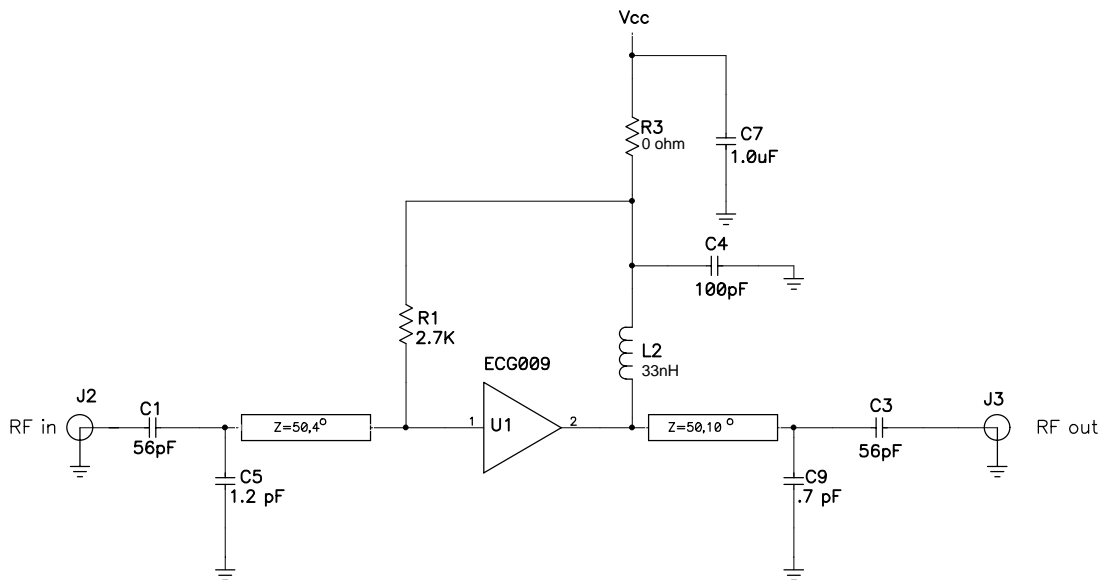 Vcc
R3
0 ohm
C7
1.0uF
C4
100pF
R1
2.7K
L2
33nH
ECG009
J2
RF in
C1
56pF
Z=50,4°
1
U1
2
Z=50,10 °
C3
56pF
J3
RF out
C5
1.2 pF
C9
.7 pF